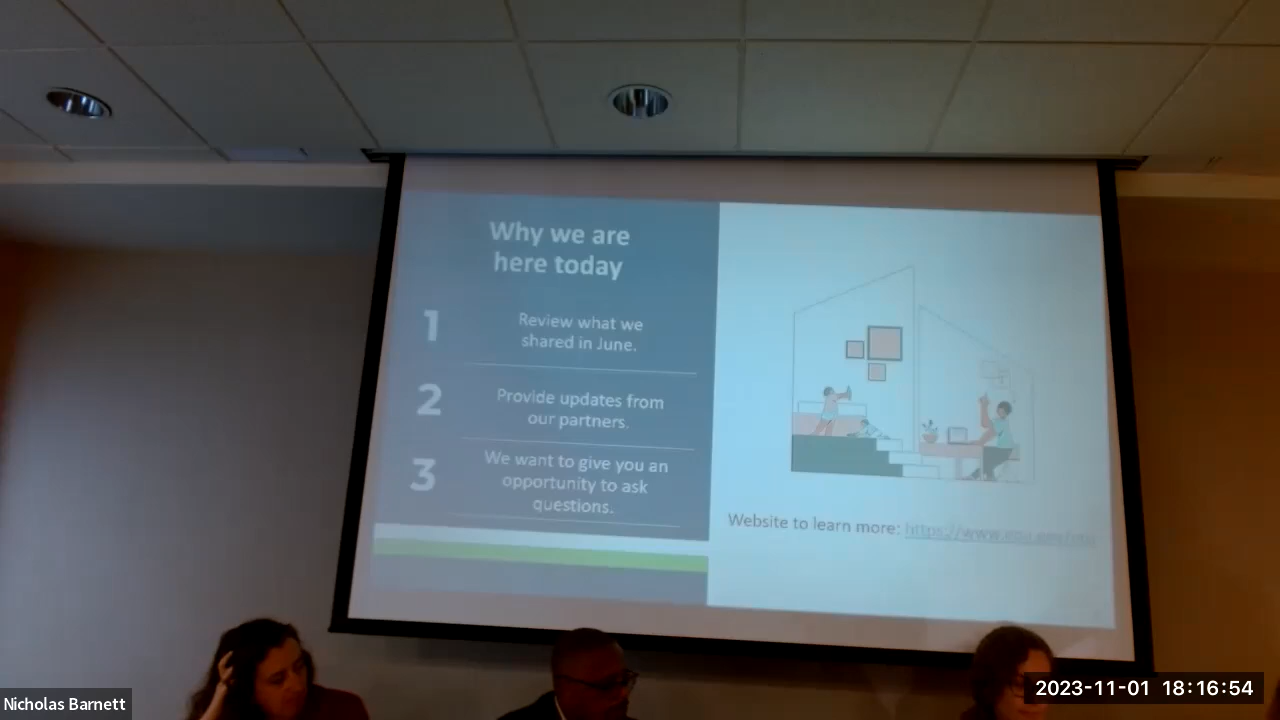 Why we are
here today
1
Review what we
shared in June.
2
Provide updates from
our partners.
3
We want to give you an
opportunity to ask
questions.
Website to learn more:
Nicholas Barnett
2023-11-01 18:16:54